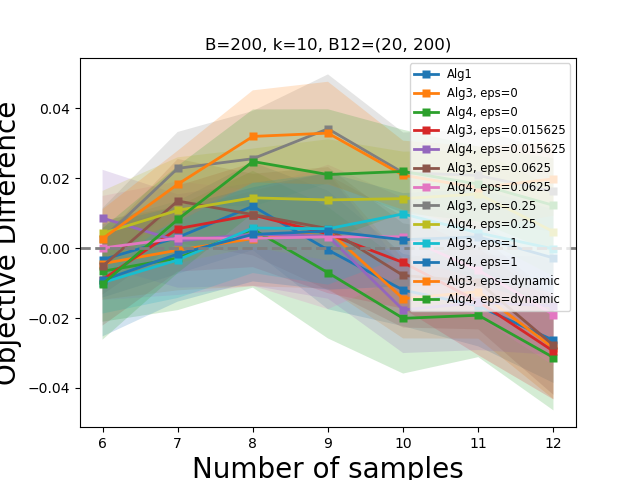 B=200, k=10, B12=(20, 200)
Objective Difference
0.04
0.02
0.00
−0.02
−0.04
Alg1
Alg3, eps=0
Alg4, eps=0
Alg3, eps=0.015625
Alg4, eps=0.015625
Alg3, eps=0.0625
Alg4, eps=0.0625
Alg3, eps=0.25
Alg4, eps=0.25
Alg3, eps=1
Alg4, eps=1
Alg3, eps=dynamic
Alg4, eps=dynamic
6 7 8 9 10 11 12
Number of samples